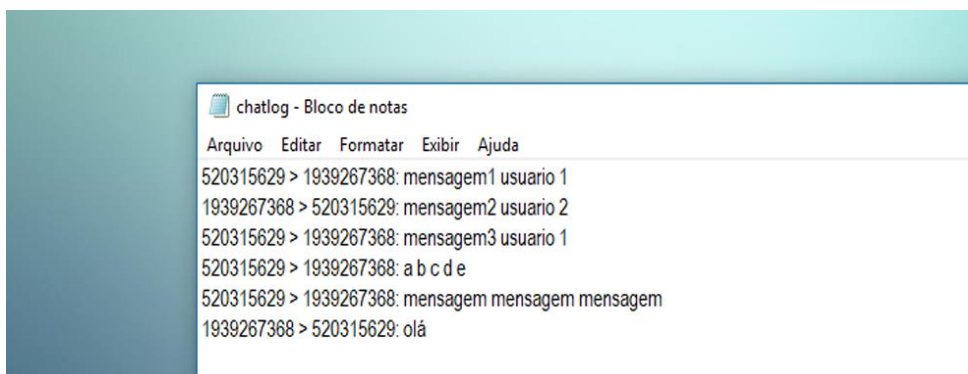 chatlog - Bloco de notas
Arquivo Editar Formatar Exibir Ajuda
520315629 > 1939267368: mensagem1 usuario 1
1939267368 > 520315629: mensagem2 usuario 2
520315629 > 1939267368: mensagem3 usuario 1
520315629 > 1939267368: a b c d e
520315629 > 1939267368: mensagem mensagem mensagem
1939267368 > 520315629: olá